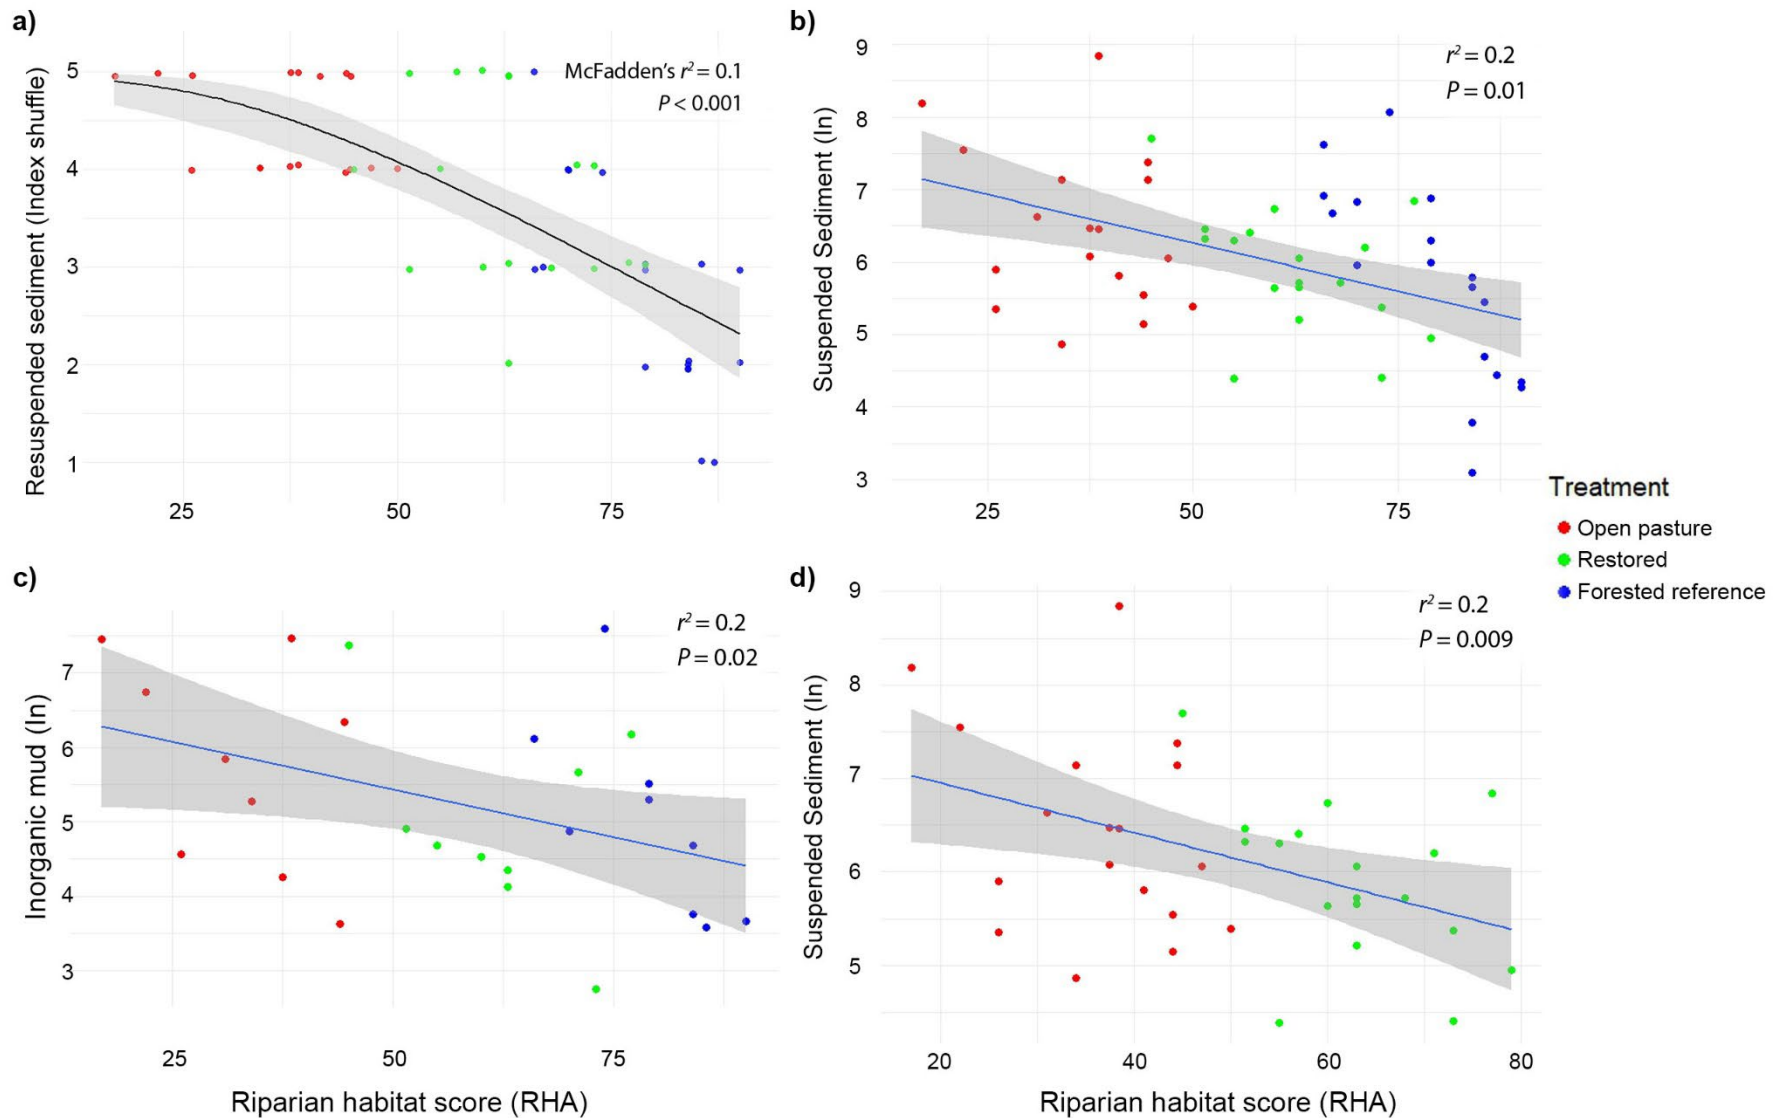 a)
Resuspended sediment (Index shuffle)
5
4
3
2
1
McFadden's r² = 0.1
P < 0.001
25 50 75
b)
Suspended Sediment (ln)
9
8
7
6
5
4
3
r² = 0.2
P = 0.01
25 50 75
Treatment
Open pasture
Restored
Forested reference
c)
Inorganic mud (ln)
7
6
5
4
3
r² = 0.2
P = 0.02
25 50 75
Riparian habitat score (RHA)
d)
Suspended Sediment (ln)
9
8
7
6
5
r² = 0.2
P = 0.009
20 40 60 80
Riparian habitat score (RHA)